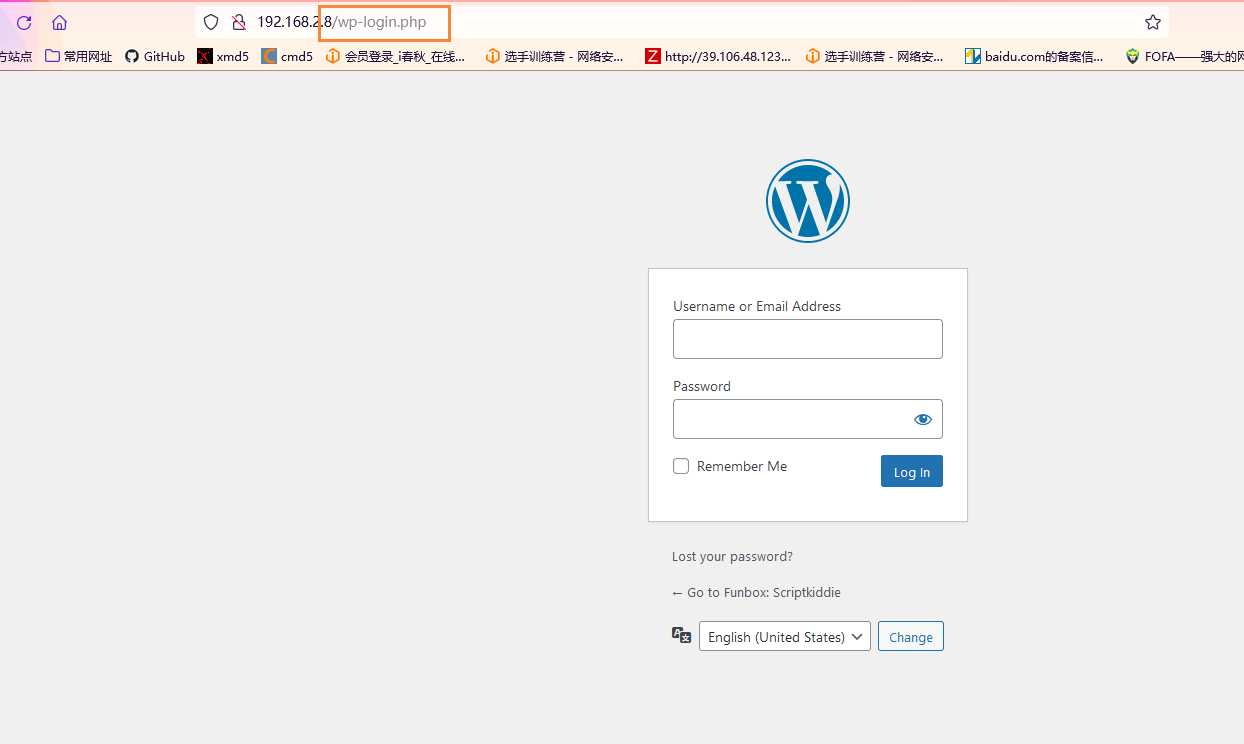 192.168.2.8/wp-login.php
方站点 常用网址 GitHub xmd5 cmd5 会员登录_i春秋_在线... 选手训练营 - 网络安... http://39.106.48.123... 选手训练营 - 网络安... baidu.com的备案信... FOFA——强大的网
Username or Email Address
Password
Remember Me Log In
Lost your password?
← Go to Funbox: Scriptkiddie
English (United States) Change